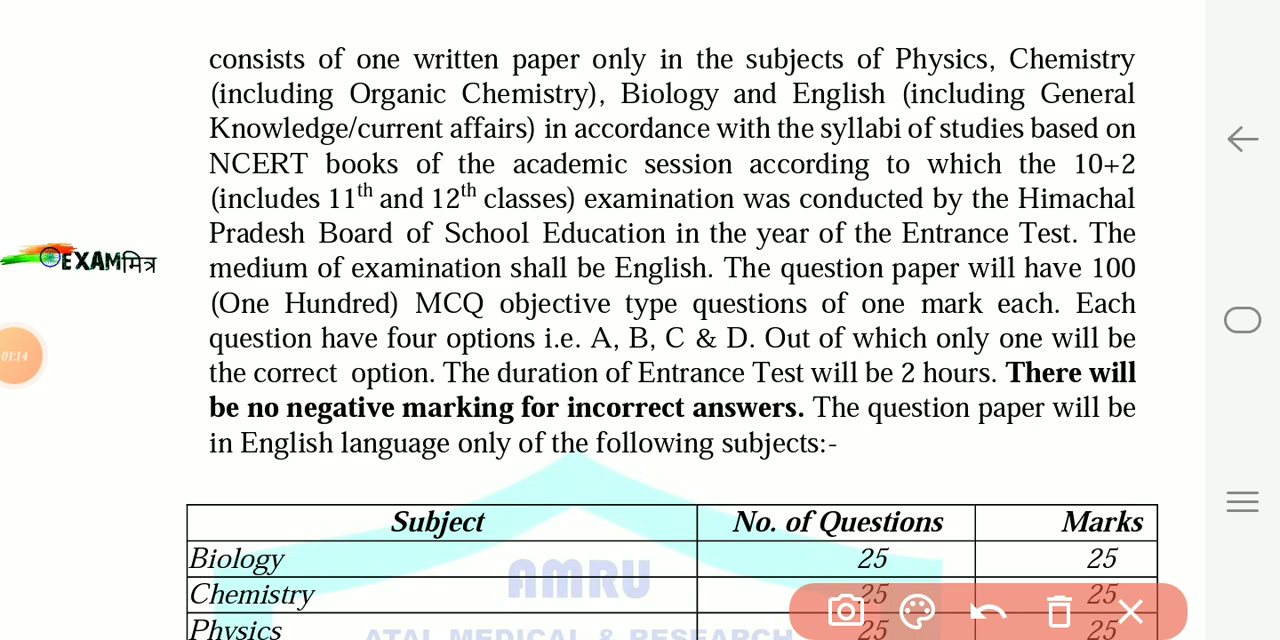 consists of one written paper only in the subjects of Physics, Chemistry
(including Organic Chemistry), Biology and English (including General
Knowledge/current affairs) in accordance with the syllabi of studies based on
NCERT books of the academic session according to which the 10+2
(includes 11th and 12th classes) examination was conducted by the Himachal
Pradesh Board of School Education in the year of the Entrance Test. The
medium of examination shall be English. The question paper will have 100
(One Hundred) MCQ objective type questions of one mark each. Each
question have four options i.e. A, B, C & D. Out of which only one will be
the correct option. The duration of Entrance Test will be 2 hours. There will
be no negative marking for incorrect answers. The question paper will be
in English language only of the following subjects:-
EXAMमित्र
01:14
Subject No. of Questions Marks
Biology 25 25
Chemistry 25 25
Physics 25 25
AMRU
ATAL MEDICAL & RESEARCH